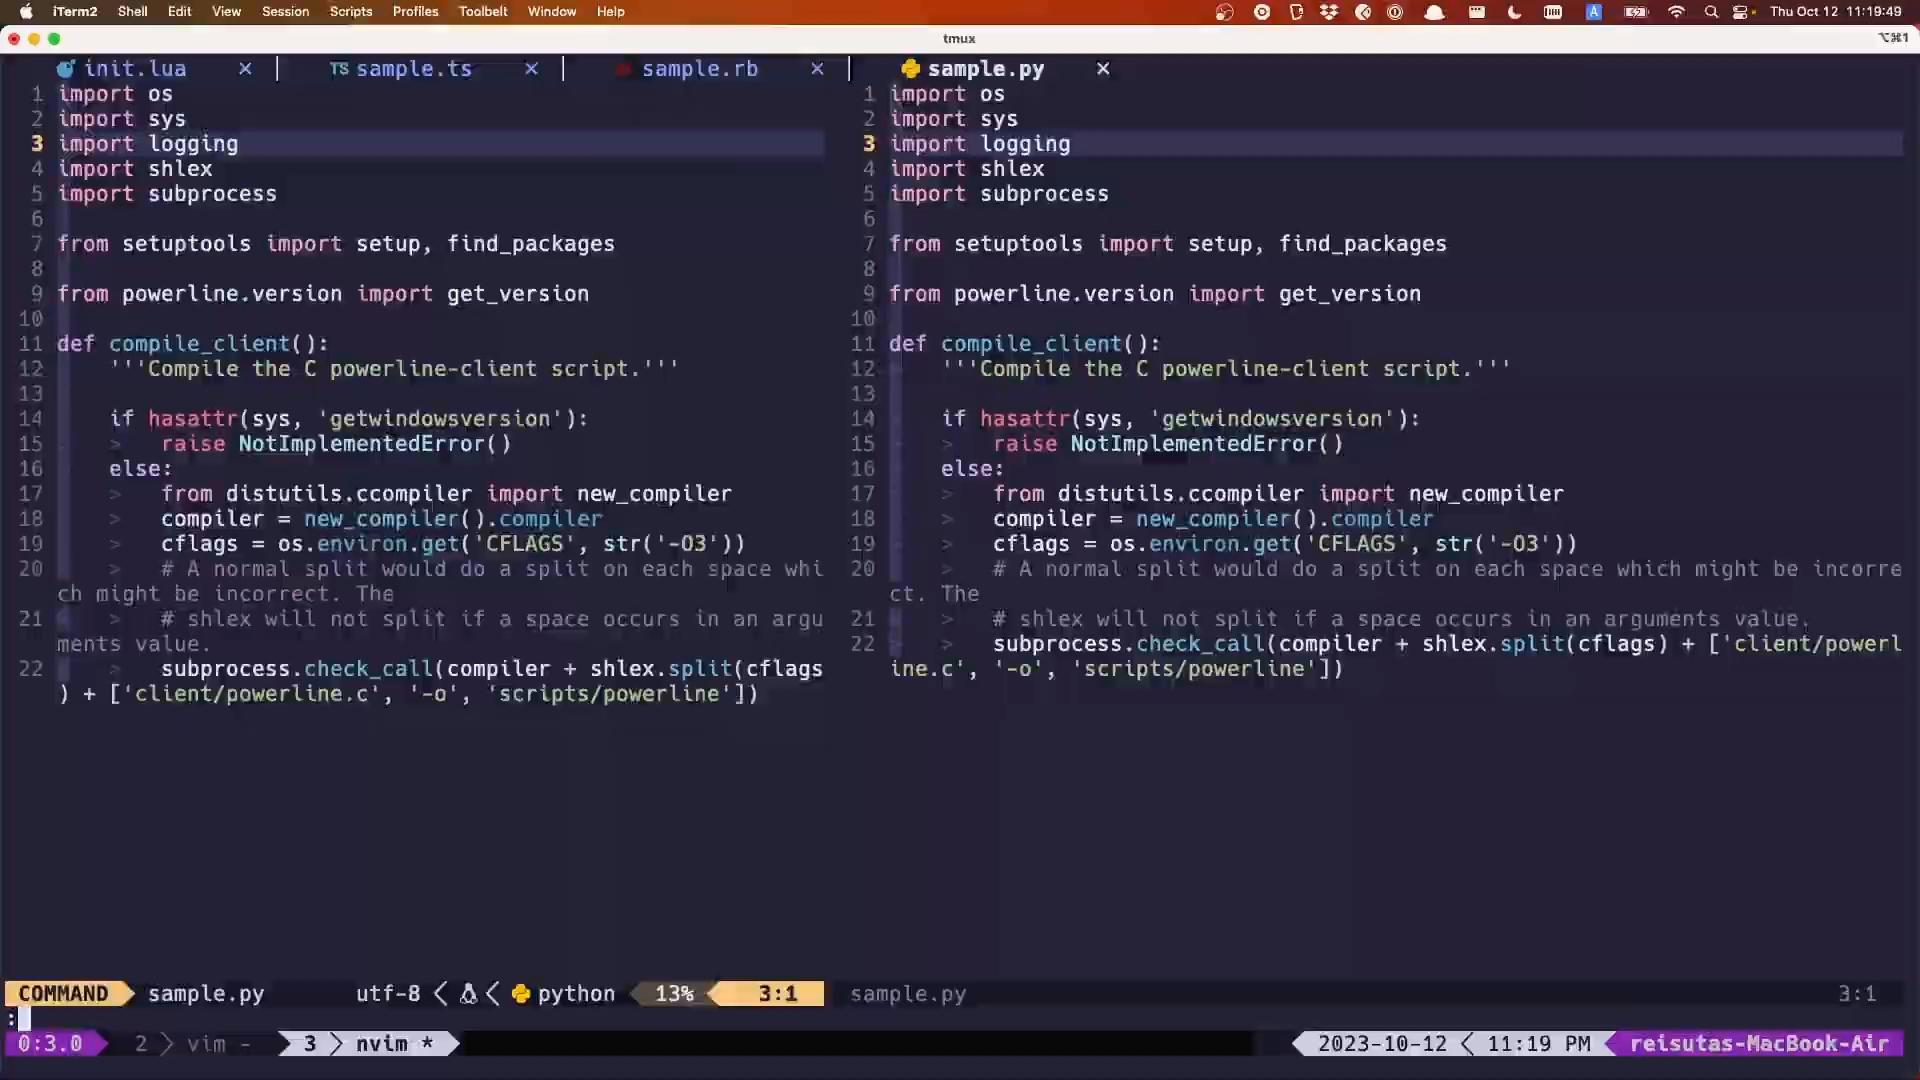 iTerm2 Shell Edit View Session Scripts Profiles Toolbelt Window Help A Thu Oct 12 11:19:49
tmux ⌥⌘1
init.lua × | TS sample.ts × | sample.rb × | sample.py ×
1 import os
2 import sys
3 import logging
4 import shlex
5 import subprocess
6
7 from setuptools import setup, find_packages
8
9 from powerline.version import get_version
10
11 def compile_client():
12 '''Compile the C powerline-client script.'''
13
14 if hasattr(sys, 'getwindowsversion'):
15 > raise NotImplementedError()
16 else:
17 > from distutils.ccompiler import new_compiler
18 > compiler = new_compiler().compiler
19 > cflags = os.environ.get('CFLAGS', str('-O3'))
20 > # A normal split would do a split on each space whi
ch might be incorrect. The
21 > # shlex will not split if a space occurs in an argu
ments value.
22 > subprocess.check_call(compiler + shlex.split(cflags
) + ['client/powerline.c', '-o', 'scripts/powerline'])
1 import os
2 import sys
3 import logging
4 import shlex
5 import subprocess
6
7 from setuptools import setup, find_packages
8
9 from powerline.version import get_version
10
11 def compile_client():
12 '''Compile the C powerline-client script.'''
13
14 if hasattr(sys, 'getwindowsversion'):
15 > raise NotImplementedError()
16 else:
17 > from distutils.ccompiler import new_compiler
18 > compiler = new_compiler().compiler
19 > cflags = os.environ.get('CFLAGS', str('-O3'))
20 > # A normal split would do a split on each space which might be incorre
ct. The
21 > # shlex will not split if a space occurs in an arguments value.
22 > subprocess.check_call(compiler + shlex.split(cflags) + ['client/powerl
ine.c', '-o', 'scripts/powerline'])
COMMAND sample.py utf-8 python 13% 3:1 sample.py 3:1
:
0:3.0 2 vim - 3 nvim * 2023-10-12 11:19 PM reisutas-MacBook-Air